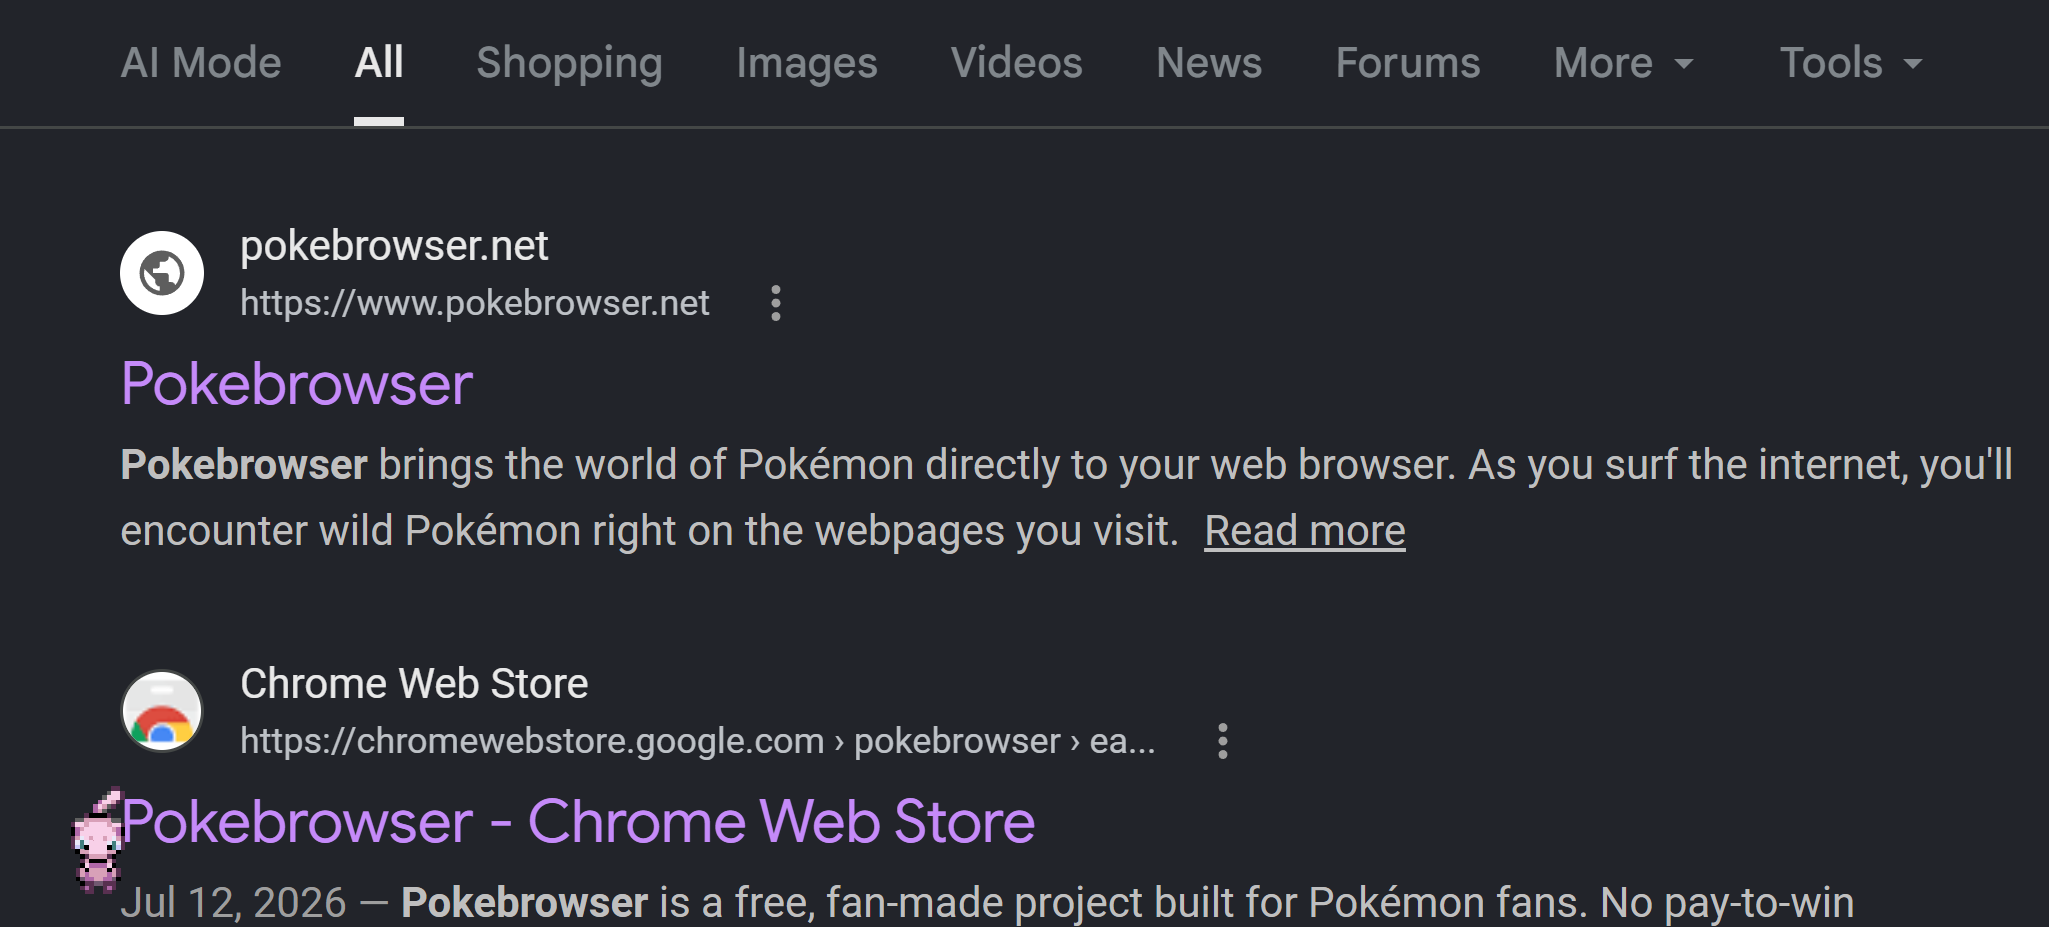 AI Mode All Shopping Images Videos News Forums More Tools
pokebrowser.net
https://www.pokebrowser.net
Pokebrowser
Pokebrowser brings the world of Pokémon directly to your web browser. As you surf the internet, you'll
encounter wild Pokémon right on the webpages you visit. Read more
Chrome Web Store
https://chromewebstore.google.com › pokebrowser › ea...
Pokebrowser - Chrome Web Store
Jul 12, 2026 — Pokebrowser is a free, fan-made project built for Pokémon fans. No pay-to-win